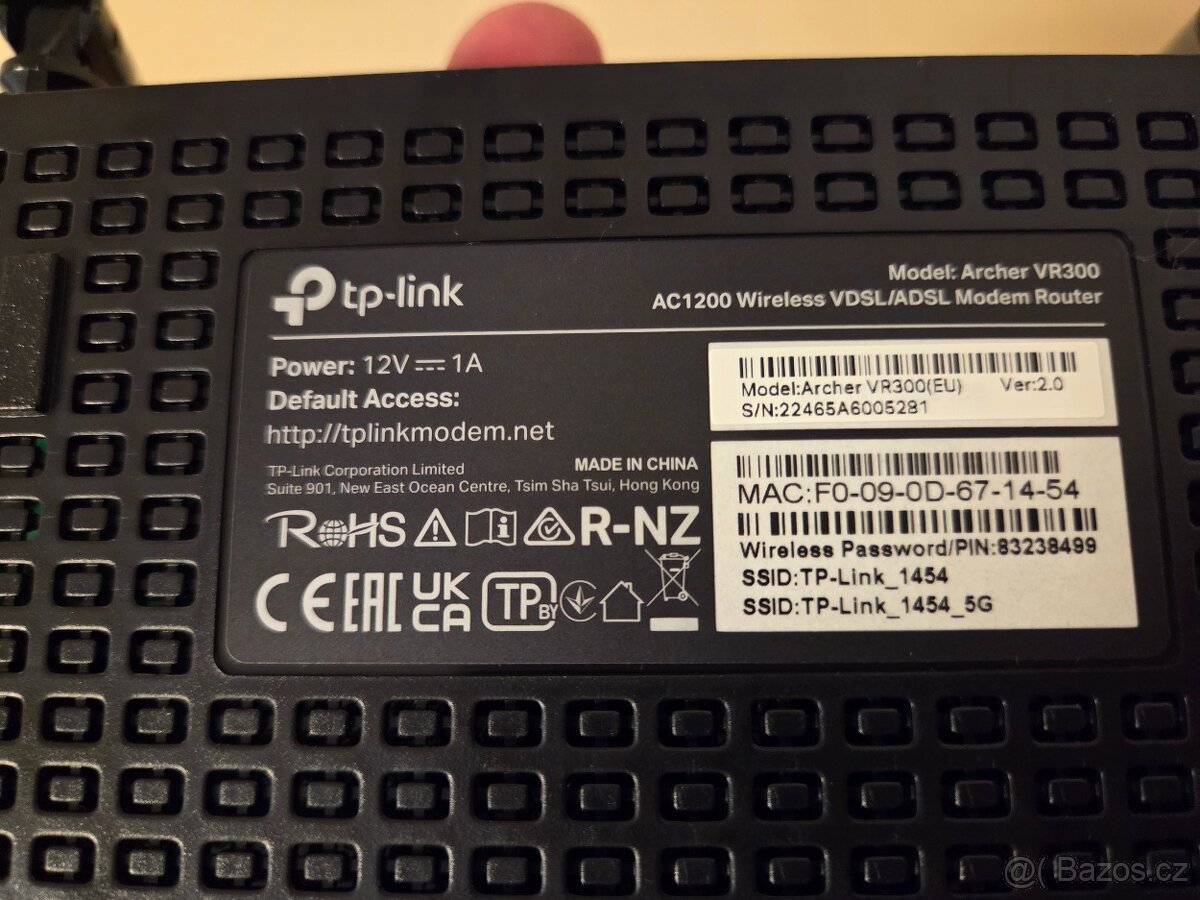 tp-link
Model: Archer VR300
AC1200 Wireless VDSL/ADSL Modem Router
Power: 12V ⎓ 1A
Default Access:
http://tplinkmodem.net
TP-Link Corporation Limited
MADE IN CHINA
Suite 901, New East Ocean Centre, Tsim Sha Tsui, Hong Kong
RoHS R-NZ
CE EAC UK CA TP BY
Model:Archer VR300(EU) Ver:2.0
S/N:22465A6005281
MAC:F0-09-0D-67-14-54
Wireless Password/PIN:83238499
SSID:TP-Link_1454
SSID:TP-Link_1454_5G
@( Bazos.cz